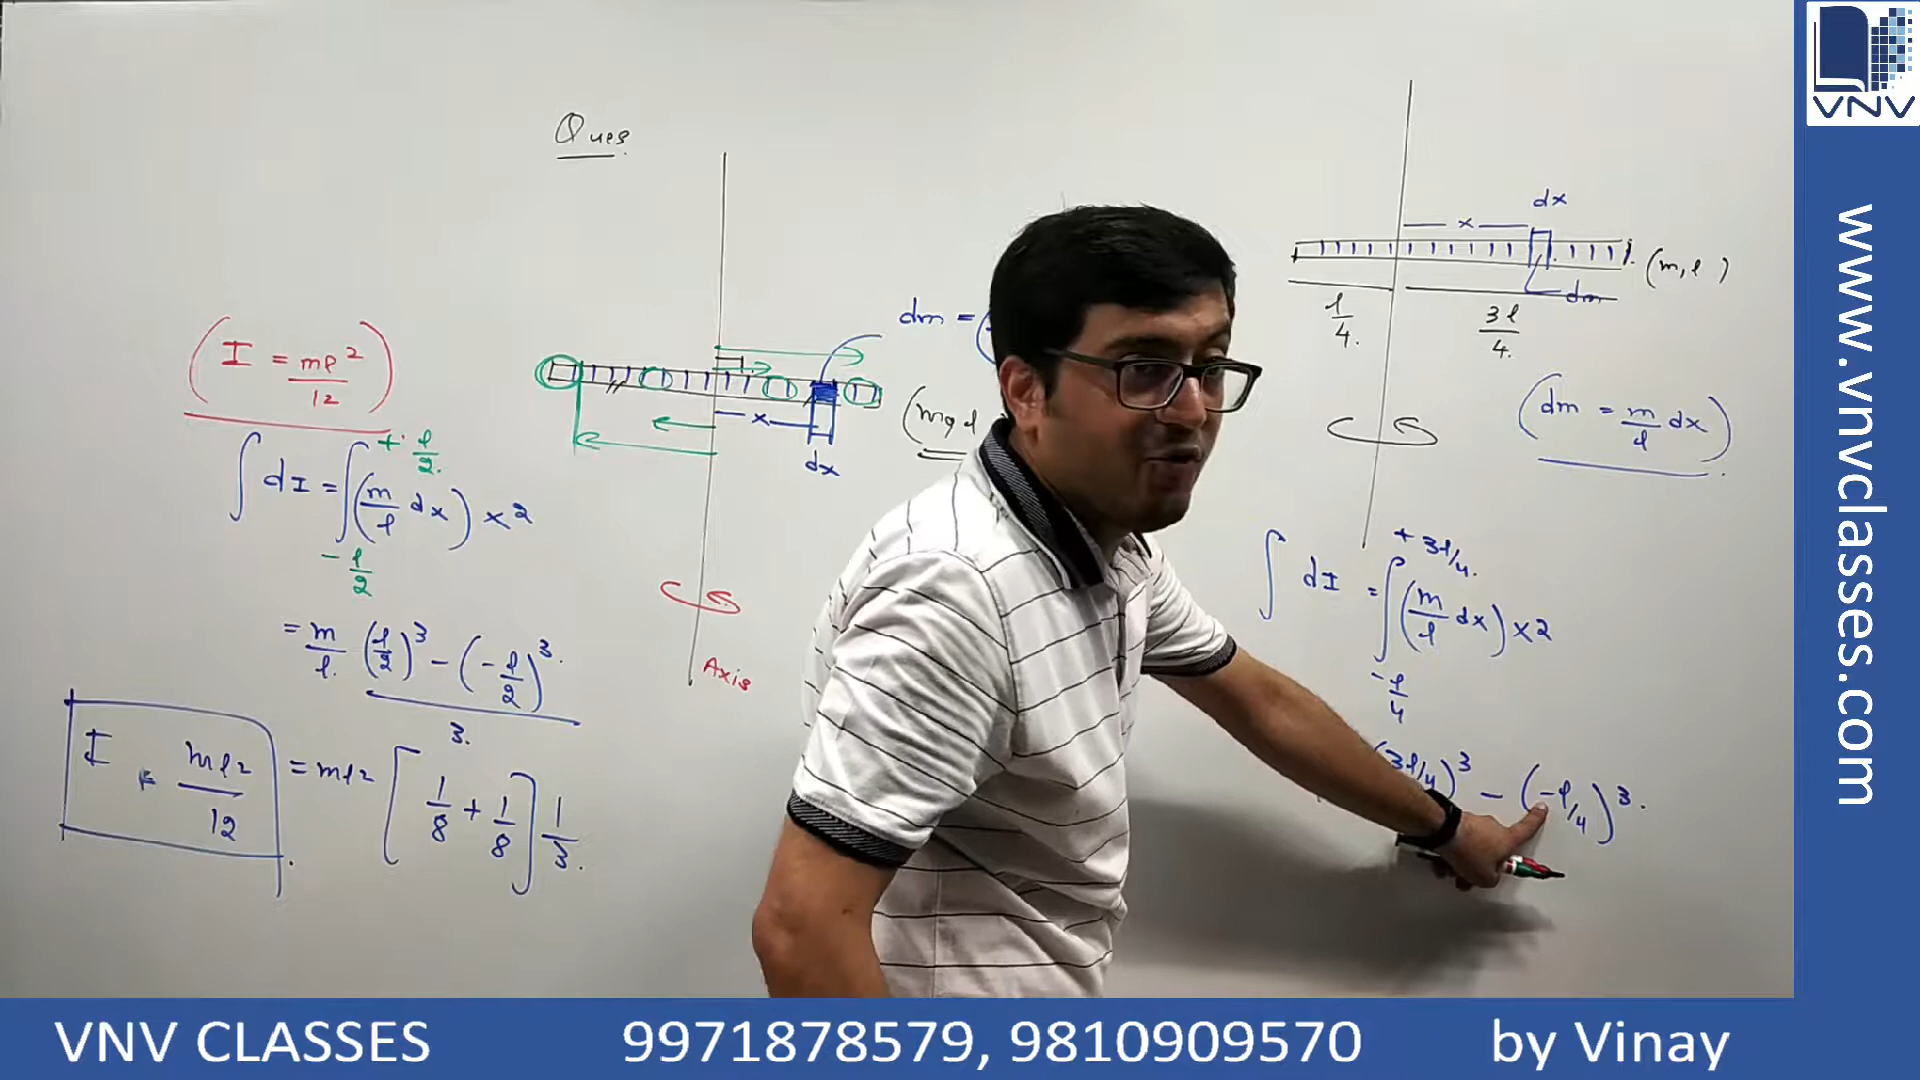 Ques
( I = mℓ²/12 )
∫ dI = ∫ (m/ℓ dx) x²
+ ℓ/2
- ℓ/2
= m/ℓ (ℓ/2)³ - (-ℓ/2)³
3
= mℓ² [ 1/8 + 1/8 ] 1/3
I = mℓ²/12
dm = (
x
dx
Axis
dx
x
(m, ℓ)
dm
ℓ/4
3ℓ/4
(dm = m/ℓ dx)
∫ dI = ∫ (m/ℓ dx) x²
+ 3ℓ/4
- ℓ/4
(3ℓ/4)³ - (-ℓ/4)³
VNV
www.vnvclasses.com
VNV CLASSES 9971878579, 9810909570 by Vinay